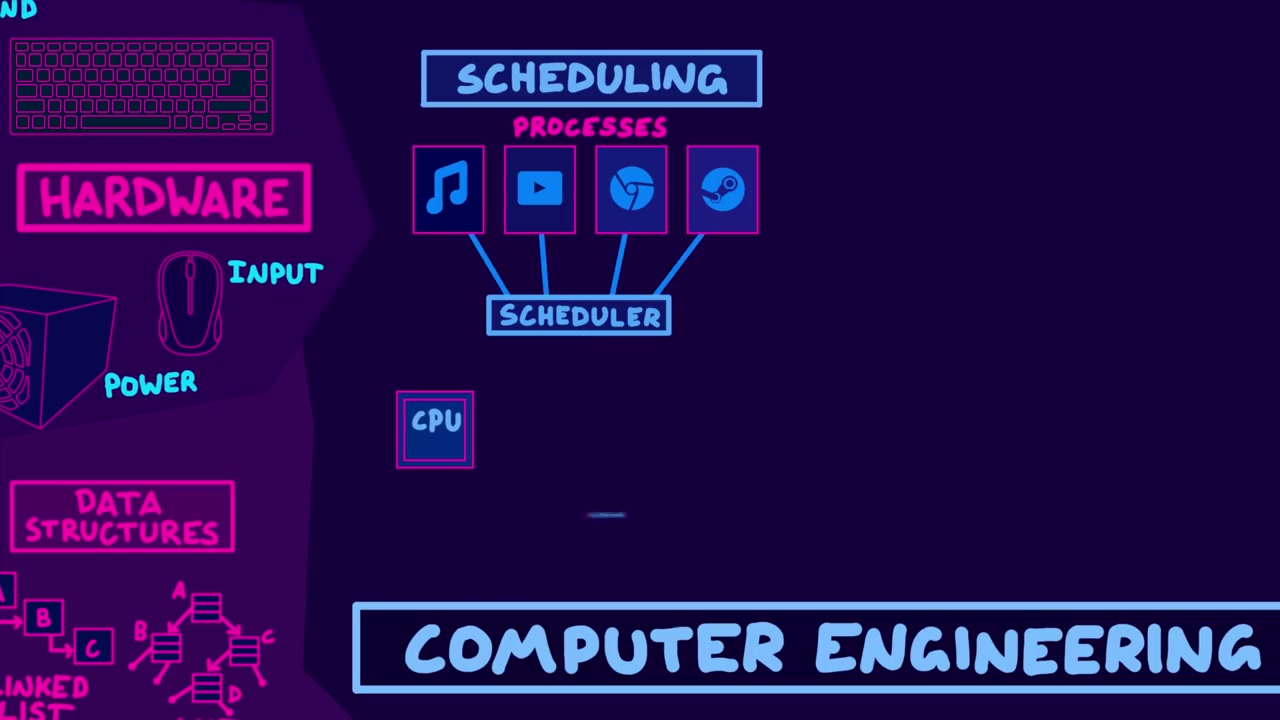 ND
HARDWARE
INPUT
POWER
DATA
STRUCTURES
A
B
C
A
B
C
D
LINKED
LIST
SCHEDULING
PROCESSES
SCHEDULER
CPU
COMPUTER ENGINEERING